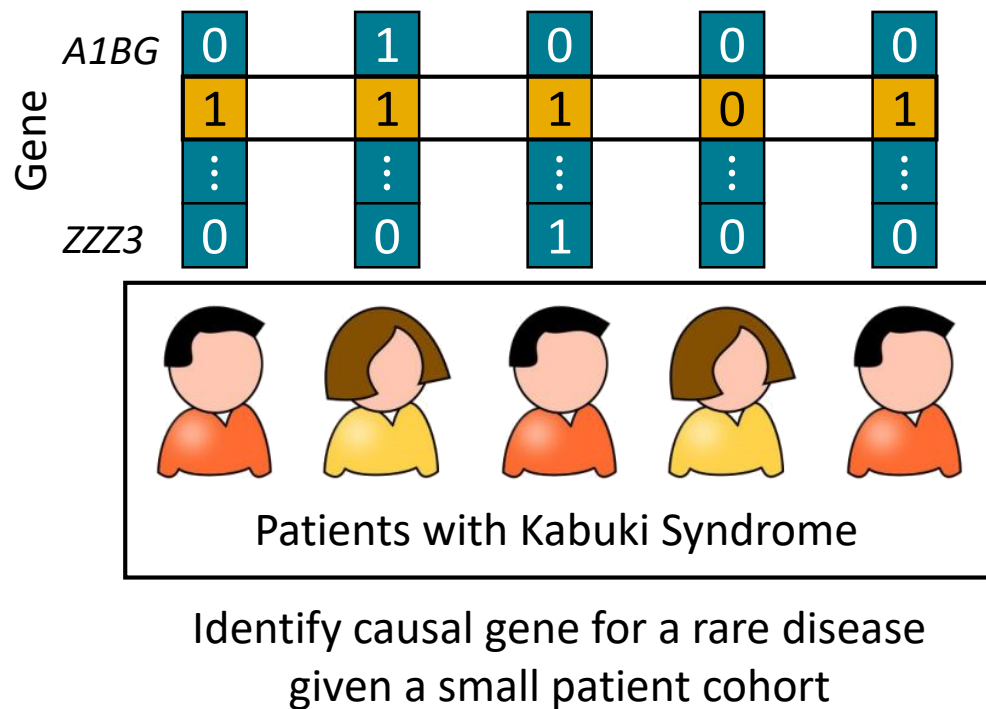 A1BG 0 1 0 0 0
Gene
1 1 1 0 1
⋮ ⋮ ⋮ ⋮ ⋮
ZZZ3 0 0 1 0 0
Patients with Kabuki Syndrome
Identify causal gene for a rare disease
given a small patient cohort